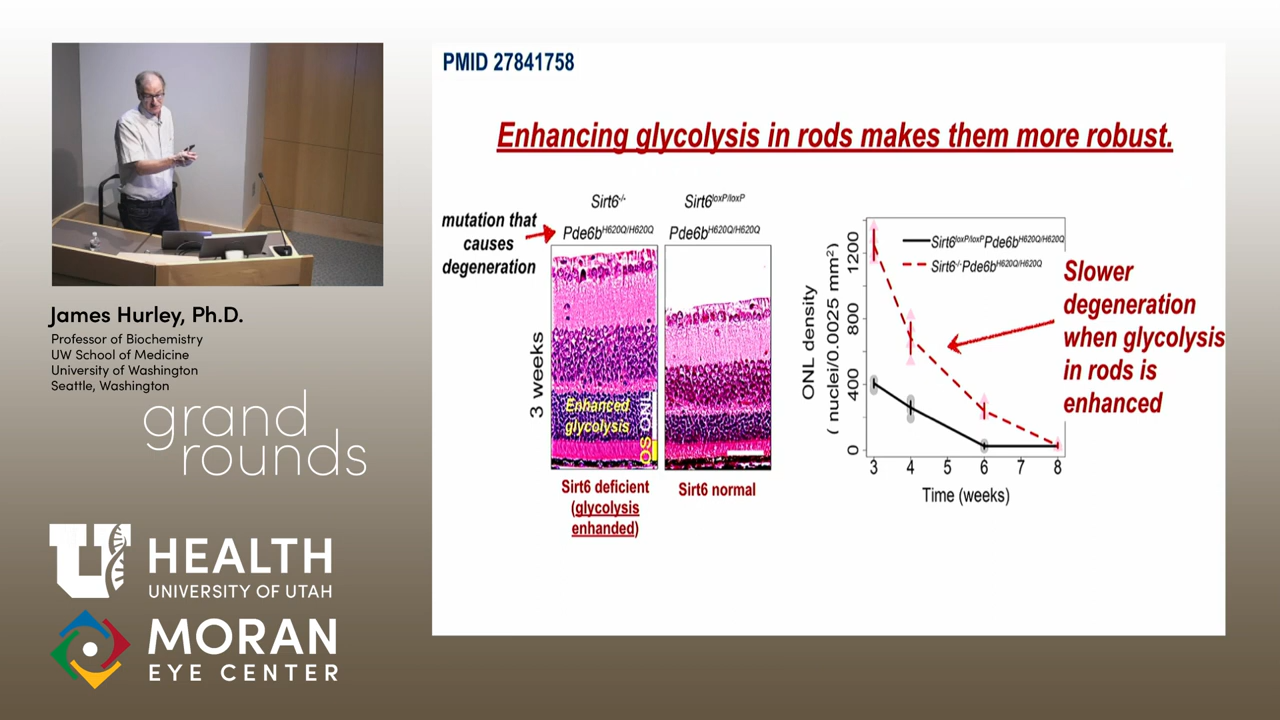 PMID 27841758
Enhancing glycolysis in rods makes them more robust.
mutation that
causes
degeneration
Sirt6-/-
Pde6bH620Q/H620Q
Sirt6loxP/loxP
Pde6bH620Q/H620Q
3 weeks
Enhanced
glycolysis
OS ONL
Sirt6 deficient
(glycolysis
enhanded)
Sirt6 normal
ONL density
( nuclei/0.0025 mm²)
1200
800
400
0
Sirt6loxP/loxPPde6bH620Q/H620Q
Sirt6-/-Pde6bH620Q/H620Q
3 4 5 6 7 8
Time (weeks)
Slower
degeneration
when glycolysis
in rods is
enhanced
James Hurley, Ph.D.
Professor of Biochemistry
UW School of Medicine
University of Washington
Seattle, Washington
grand
rounds
U HEALTH
UNIVERSITY OF UTAH
MORAN
EYE CENTER